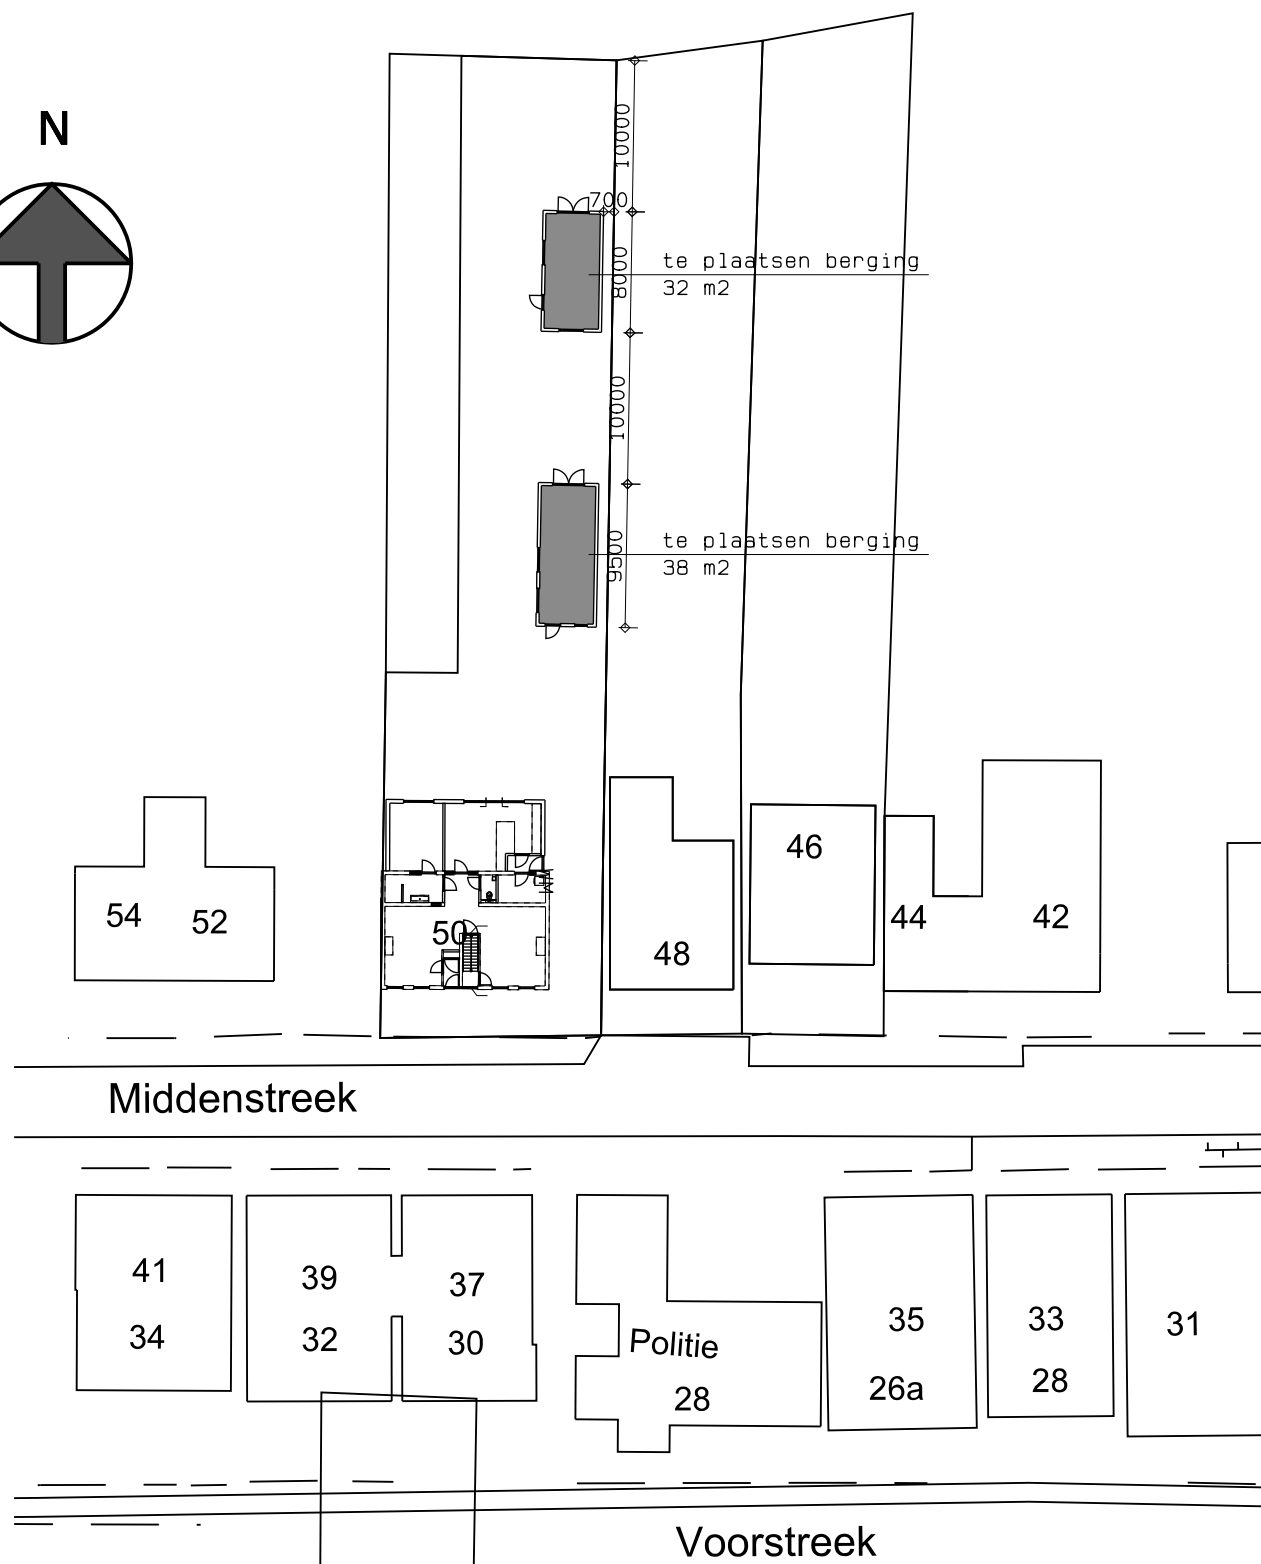 N
10000
700
8000
te plaatsen berging
32 m2
10000
9500
te plaatsen berging
38 m2
54
52
50
48
46
44
42
Middenstreek
41
39
37
35
33
31
34
32
30
Politie
28
26a
28
Voorstreek